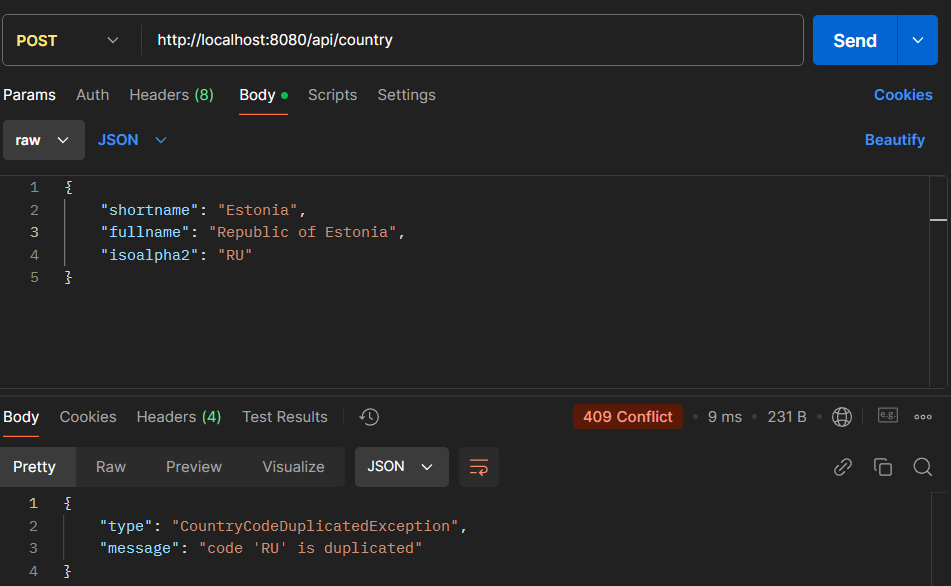 POST http://localhost:8080/api/country Send
Params Auth Headers (8) Body Scripts Settings Cookies
raw JSON Beautify
1 {
2 "shortname": "Estonia",
3 "fullname": "Republic of Estonia",
4 "isoalpha2": "RU"
5 }
Body Cookies Headers (4) Test Results 409 Conflict 9 ms 231 B e.g.
Pretty Raw Preview Visualize JSON
1 {
2 "type": "CountryCodeDuplicatedException",
3 "message": "code 'RU' is duplicated"
4 }